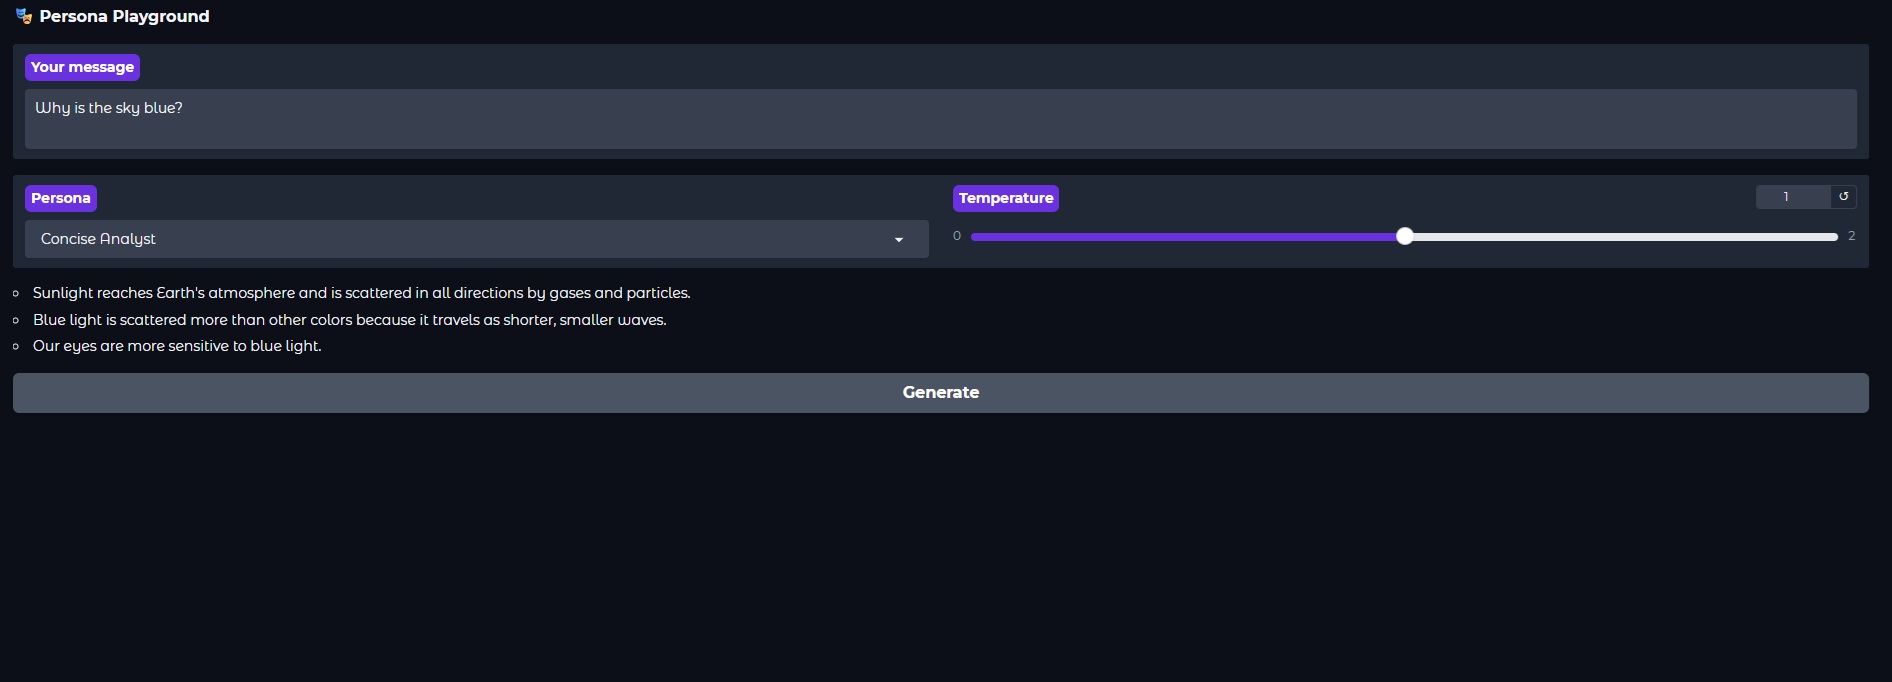 🎭 Persona Playground
Your message
Why is the sky blue?
Persona
Temperature
1
↺
Concise Analyst
0
2
Sunlight reaches Earth's atmosphere and is scattered in all directions by gases and particles.
Blue light is scattered more than other colors because it travels as shorter, smaller waves.
Our eyes are more sensitive to blue light.
Generate